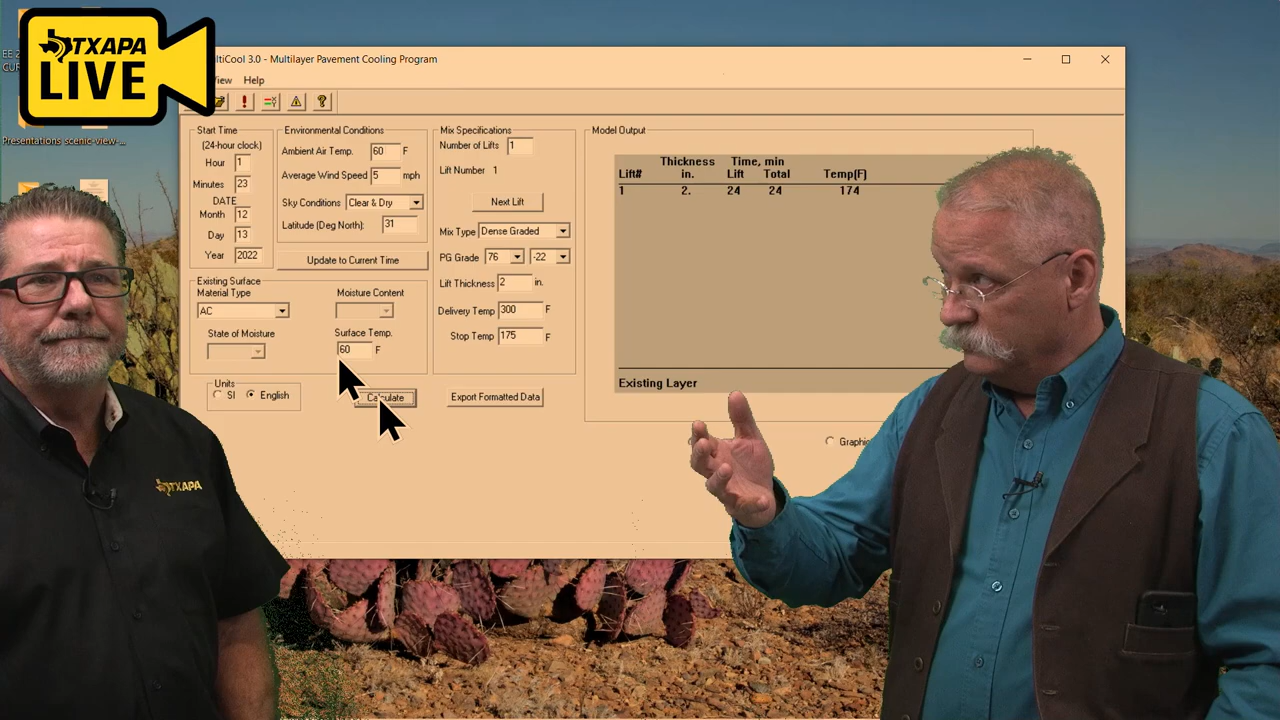 TXAPA
LIVE
EE 2
CUR
Presentations scenic-view-...
ltiCool 3.0 - Multilayer Pavement Cooling Program
View Help
Start Time
(24-hour clock)
Hour 1
Minutes 23
DATE
Month 12
Day 13
Year 2022
Environmental Conditions
Ambient Air Temp. 60 F
Average Wind Speed 5 mph
Sky Conditions Clear & Dry
Latitude (Deg North): 31
Update to Current Time
Existing Surface
Material Type
AC
Moisture Content
State of Moisture
Surface Temp.
60 F
Units
SI English
Calculate
Mix Specifications
Number of Lifts 1
Lift Number 1
Next Lift
Mix Type Dense Graded
PG Grade 76 -22
Lift Thickness 2 in.
Delivery Temp 300 F
Stop Temp 175 F
Export Formatted Data
Model Output
Thickness Time, min
Lift# in. Lift Total Temp(F)
1 2. 24 24 174
Existing Layer
Graphic
TXAPA